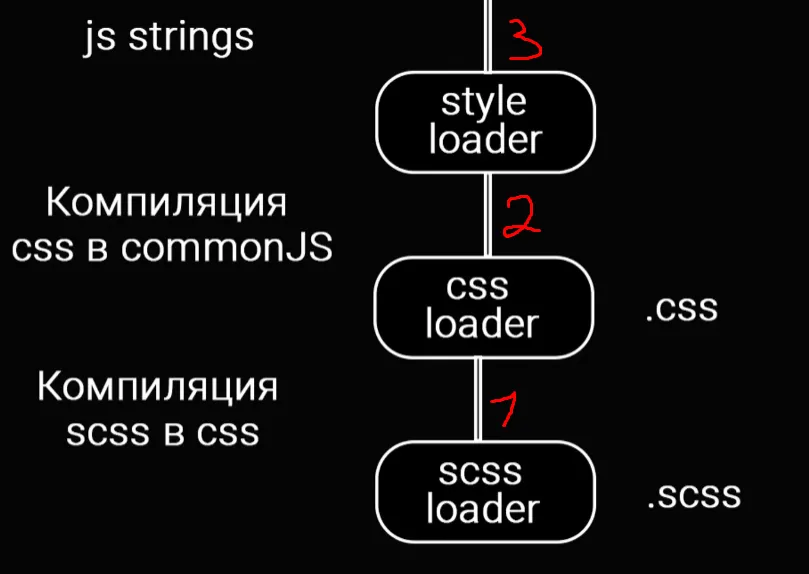 js strings
3
style
loader
Компиляция
css в commonJS
2
css
loader
.css
Компиляция
scss в css
1
scss
loader
.scss